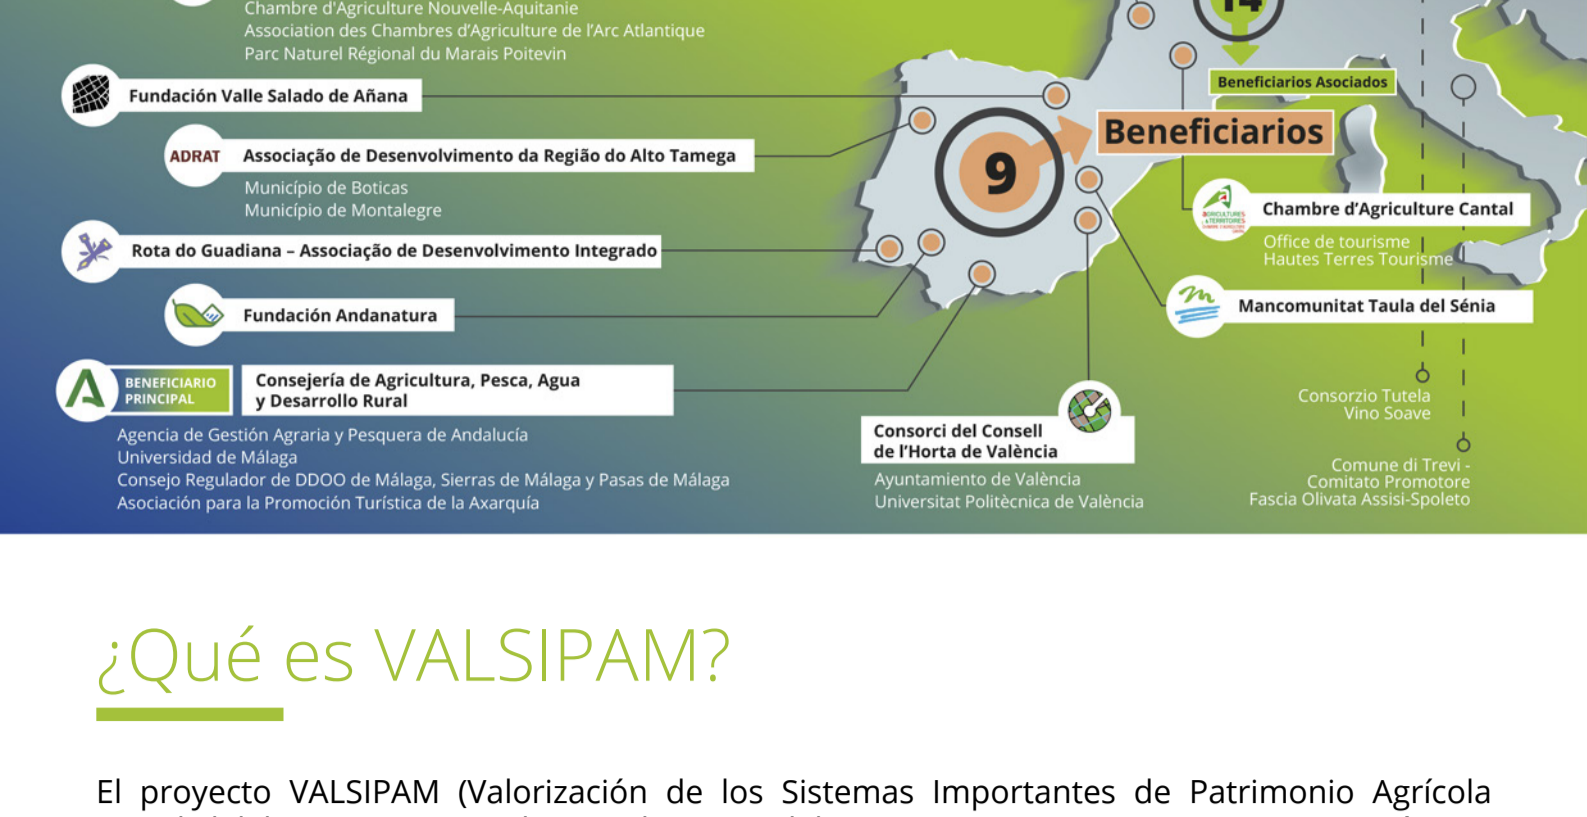 Chambre d'Agriculture Nouvelle-Aquitanie
Association des Chambres d'Agriculture de l'Arc Atlantique
Parc Naturel Régional du Marais Poitevin
Fundación Valle Salado de Añana
ADRAT
Associação de Desenvolvimento da Região do Alto Tamega
Município de Boticas
Município de Montalegre
Rota do Guadiana – Associação de Desenvolvimento Integrado
Fundación Andanatura
BENEFICIARIO
PRINCIPAL
Consejería de Agricultura, Pesca, Agua
y Desarrollo Rural
Agencia de Gestión Agraria y Pesquera de Andalucía
Universidad de Málaga
Consejo Regulador de DDOO de Málaga, Sierras de Málaga y Pasas de Málaga
Asociación para la Promoción Turística de la Axarquía
14
Beneficiarios Asociados
9
Beneficiarios
AGRICULTURES
& TERRITOIRES
Chambre d'Agriculture Cantal
Office de tourisme
Hautes Terres Tourisme
Mancomunitat Taula del Sénia
Consorci del Consell
de l'Horta de València
Ayuntamiento de València
Universitat Politècnica de València
Consorzio Tutela
Vino Soave
Comune di Trevi -
Comitato Promotore
Fascia Olivata Assisi-Spoleto
¿Qué es VALSIPAM?
El proyecto VALSIPAM (Valorización de los Sistemas Importantes de Patrimonio Agrícola